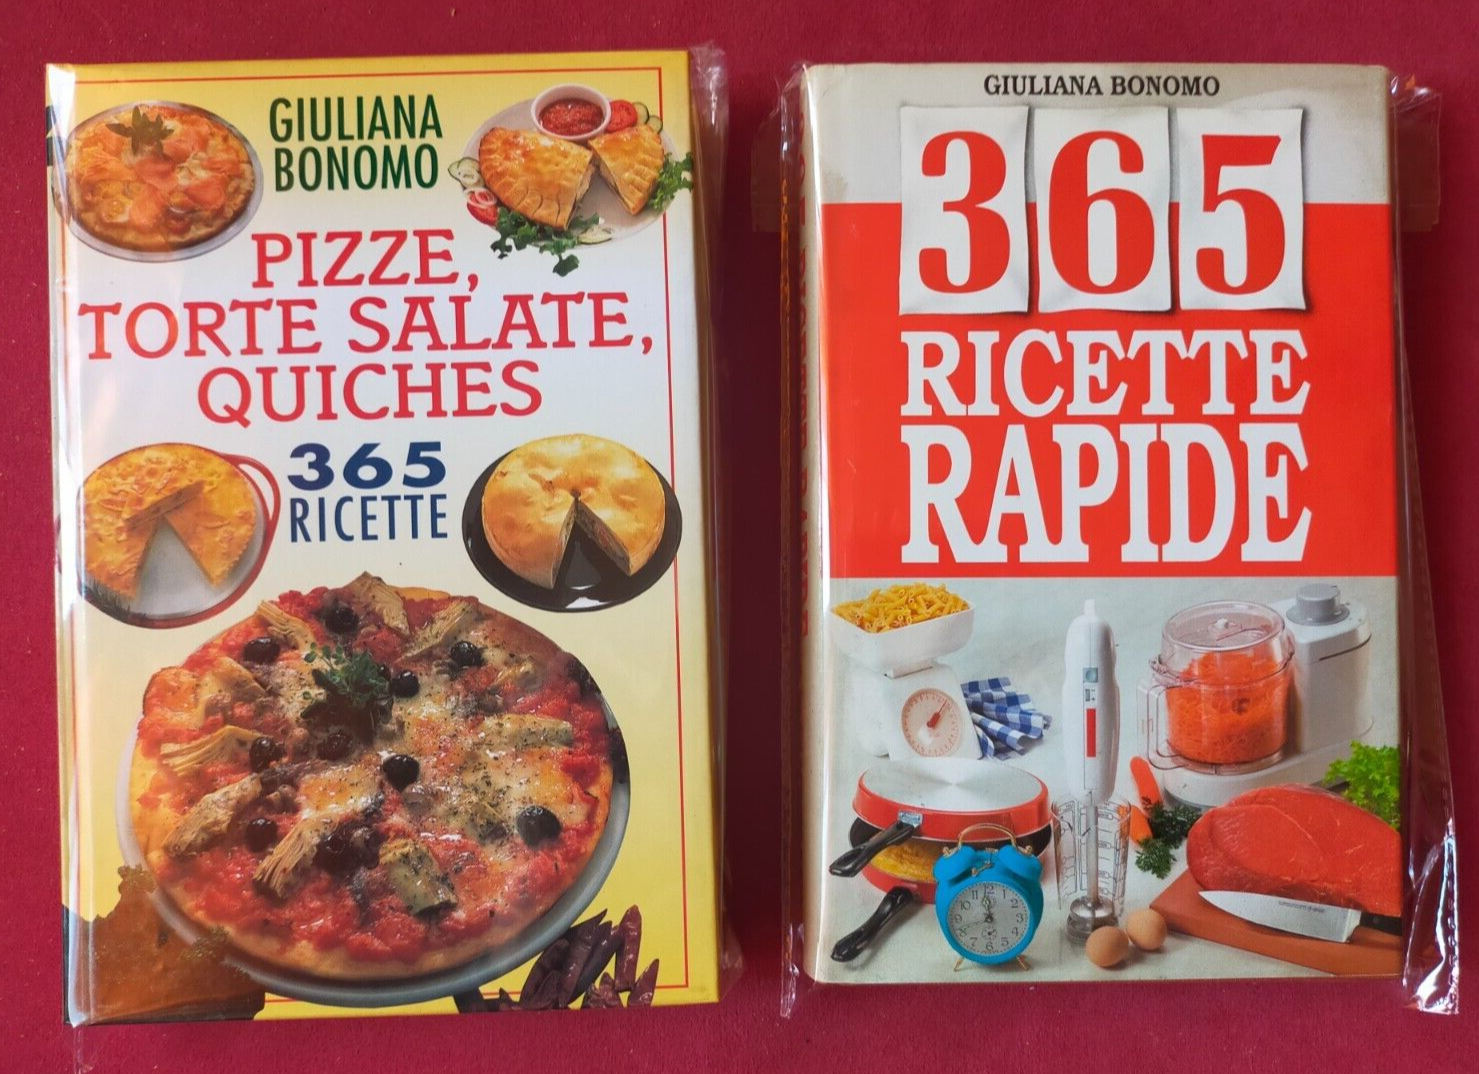 GIULIANA
BONOMO
PIZZE,
TORTE SALATE,
QUICHES
365
RICETTE
GIULIANA BONOMO
365
RICETTE
RAPIDE